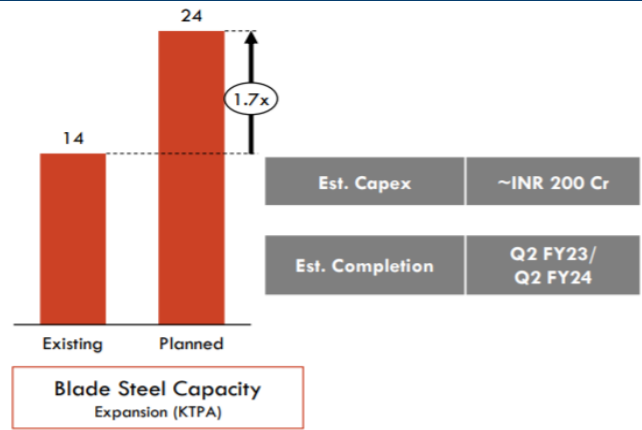 24
1.7x
14
Est. Capex
~INR 200 Cr
Est. Completion
Q2 FY23/
Q2 FY24
Existing
Planned
Blade Steel Capacity
Expansion (KTPA)